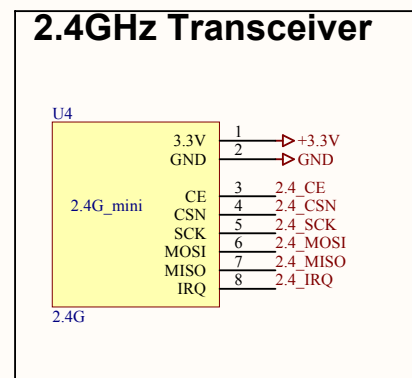 2.4GHz Transceiver
U4
3.3V 1 +3.3V
GND 2 GND
CE 3 2.4_CE
2.4G_mini
CSN 4 2.4_CSN
SCK 5 2.4_SCK
MOSI 6 2.4_MOSI
MISO 7 2.4_MISO
IRQ 8 2.4_IRQ
2.4G